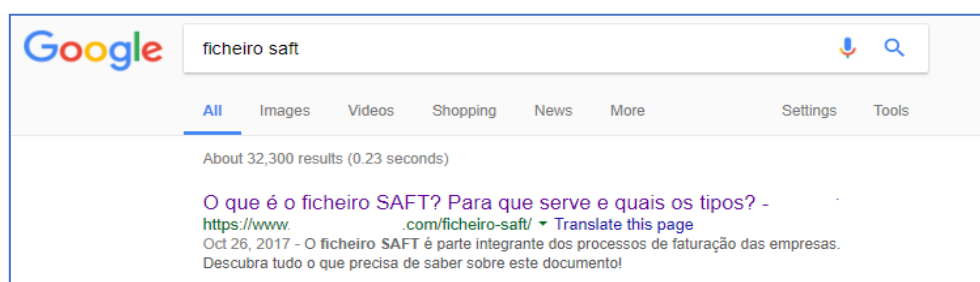 Google ficheiro saft
All Images Videos Shopping News More Settings Tools
About 32,300 results (0.23 seconds)
O que é o ficheiro SAFT? Para que serve e quais os tipos? -
https://www. .com/ficheiro-saft/ ▾ Translate this page
Oct 26, 2017 - O ficheiro SAFT é parte integrante dos processos de faturação das empresas.
Descubra tudo o que precisa de saber sobre este documento!